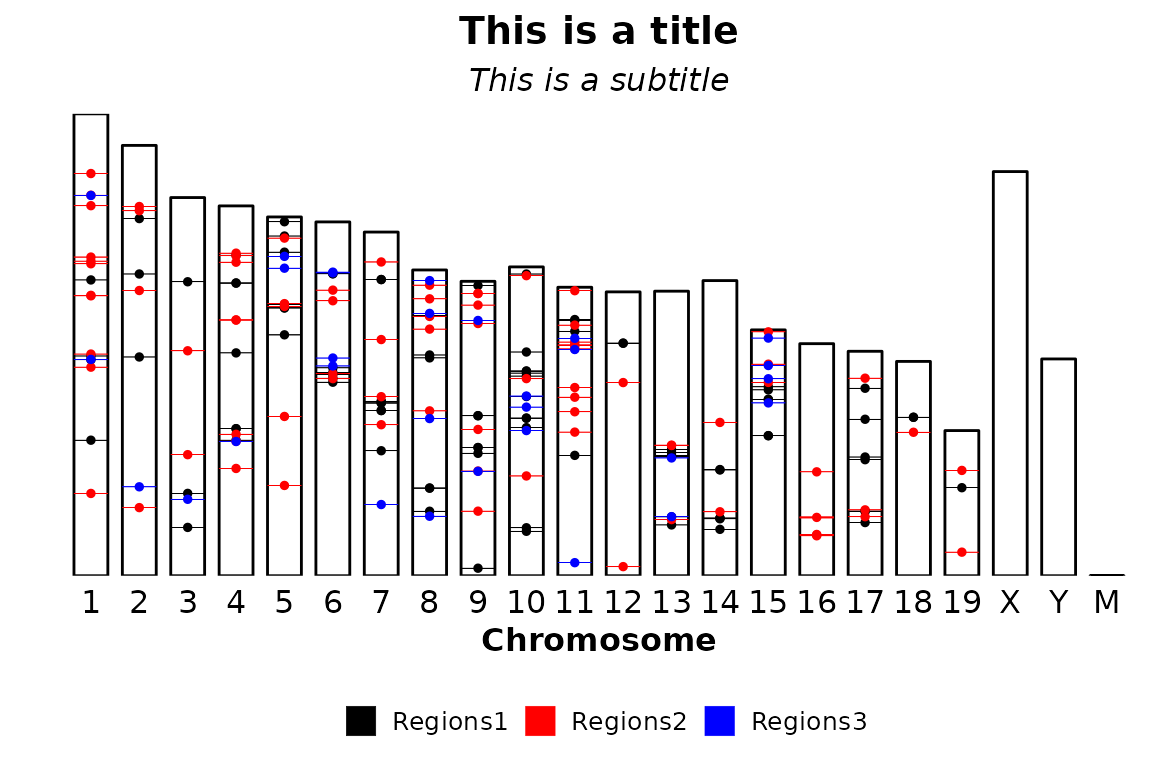 This is a title
This is a subtitle
1 2 3 4 5 6 7 8 9 10 11 12 13 14 15 16 17 18 19 X Y M
Chromosome
Regions1 Regions2 Regions3